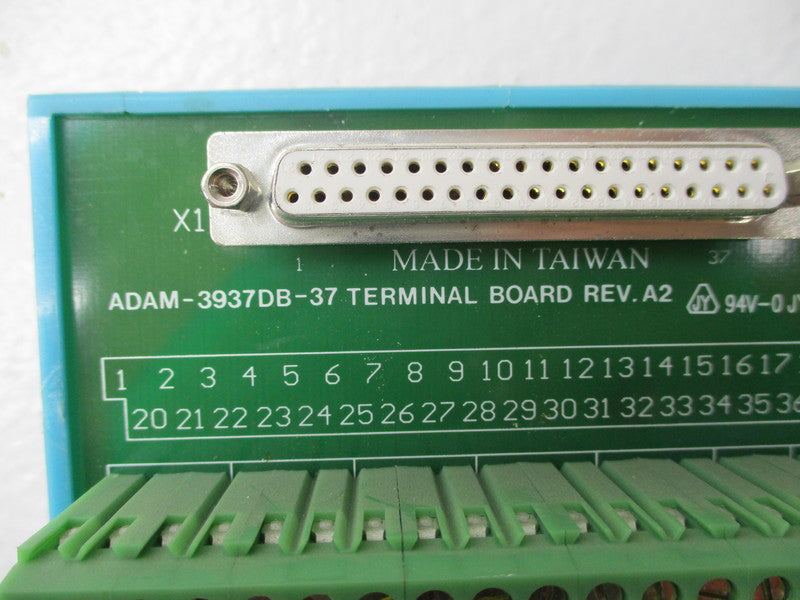 X1
1 MADE IN TAIWAN 37
ADAM-3937DB-37 TERMINAL BOARD REV. A2 JY 94V-0 J
1 2 3 4 5 6 7 8 9 10 11 12 13 14 15 16 17
20 21 22 23 24 25 26 27 28 29 30 31 32 33 34 35 36